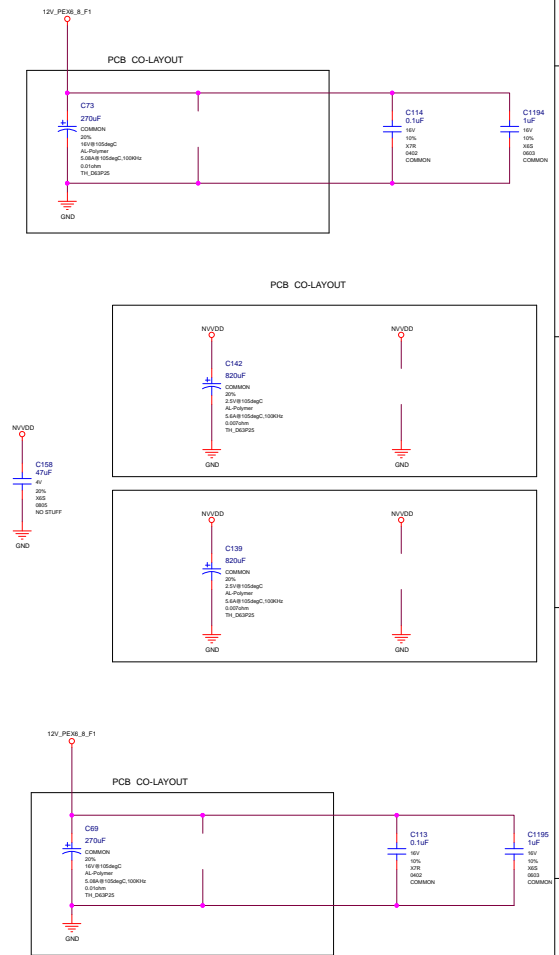 12V_PEX6_8_F1
PCB CO-LAYOUT
C73
270uF
COMMON
20%
16V@105degC
AL-Polymer
5.08A@105degC,100KHz
0.01ohm
TH_D63P25
GND
C114
0.1uF
16V
10%
X7R
0402
COMMON
C1194
1uF
16V
10%
X6S
0603
COMMON
PCB CO-LAYOUT
NVVDD
NVVDD
C142
820uF
COMMON
20%
2.5V@105degC
AL-Polymer
5.6A@105degC,100KHz
0.007ohm
TH_D63P25
GND
GND
NVVDD
C158
47uF
4V
20%
X6S
0805
NO STUFF
GND
NVVDD
NVVDD
C139
820uF
COMMON
20%
2.5V@105degC
AL-Polymer
5.6A@105degC,100KHz
0.007ohm
TH_D63P25
GND
GND
12V_PEX6_8_F1
PCB CO-LAYOUT
C69
270uF
COMMON
20%
16V@105degC
AL-Polymer
5.08A@105degC,100KHz
0.01ohm
TH_D63P25
GND
C113
0.1uF
16V
10%
X7R
0402
COMMON
C1195
1uF
16V
10%
X6S
0603
COMMON